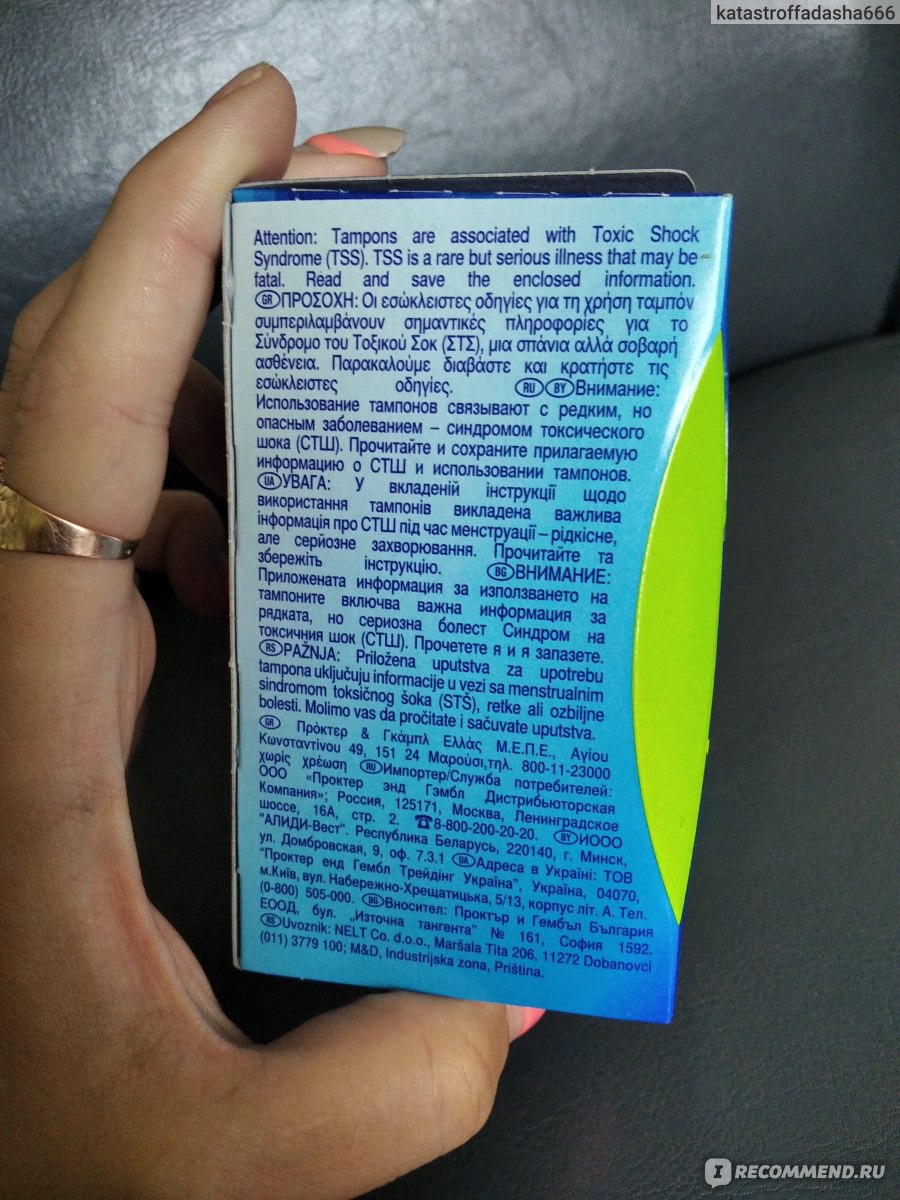 katastroffadasha666
Attention: Tampons are associated with Toxic Shock
Syndrome (TSS). TSS is a rare but serious illness that may be
fatal. Read and save the enclosed information.
GR ΠΡΟΣΟΧΗ: Οι εσώκλειστες οδηγίες για τη χρήση ταμπόν
συμπεριλαμβάνουν σημαντικές πληροφορίες για το
Σύνδρομο του Τοξικού Σοκ (ΣΤΣ), μια σπάνια αλλά σοβαρή
ασθένεια. Παρακαλούμε διαβάστε και κρατήστε τις
εσώκλειστες οδηγίες. RU BY Внимание:
Использование тампонов связывают с редким, но
опасным заболеванием – синдромом токсического
шока (СТШ). Прочитайте и сохраните прилагаемую
информацию о СТШ и использовании тампонов.
UA УВАГА: У вкладеній інструкції щодо
використання тампонів викладена важлива
інформація про СТШ під час менструації – рідкісне,
але серйозне захворювання. Прочитайте та
збережіть інструкцію. BG ВНИМАНИЕ:
Приложената информация за използването на
тампоните включва важна информация за
рядката, но сериозна болест Синдром на
токсичния шок (СТШ). Прочетете я и я запазете.
RS PAŽNJA: Priložena uputstva za upotrebu
tampona uključuju informacije u vezi sa menstrualnim
sindromom toksičnog šoka (STŠ), retke ali ozbiljne
bolesti. Molimo vas da pročitate i sačuvate uputstva.
GR Πρόκτερ & Γκάμπλ Ελλάς Μ.Ε.Π.Ε., Αγίου
Κωνσταντίνου 49, 151 24 Μαρούσι,τηλ. 800-11-23000
χωρίς χρέωση RU Импортер/Служба потребителей:
ООО «Проктер энд Гэмбл Дистрибьюторская
Компания»; Россия, 125171, Москва, Ленинградское
шоссе, 16А, стр. 2. ☎8-800-200-20-20. BY ИООО
"АЛИДИ-Вест". Республика Беларусь, 220140, г. Минск,
ул. Домбровская, 9, оф. 7.3.1 UA Адреса в Україні: ТОВ
"Проктер енд Гембл Трейдінг Україна", Україна, 04070,
м.Київ, вул. Набережно-Хрещатицька, 5/13, корпус літ. А. Тел.
(0-800) 505-000. BG Вносител: Проктър и Гембъл България
ЕООД, бул. „Източна тангента" № 161, София 1592.
RS Uvoznik: NELT Co. d.o.o., Maršala Tita 206, 11272 Dobanovci
(011) 3779 100; M&D, Industrijska zona, Priština.
IRECOMMEND.RU